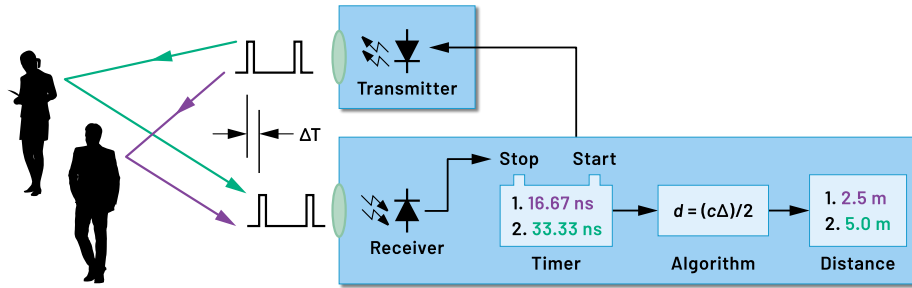 Transmitter
ΔT
Stop
Start
1. 16.67 ns
2. 33.33 ns
d = (cΔ)/2
1. 2.5 m
2. 5.0 m
Receiver
Timer
Algorithm
Distance